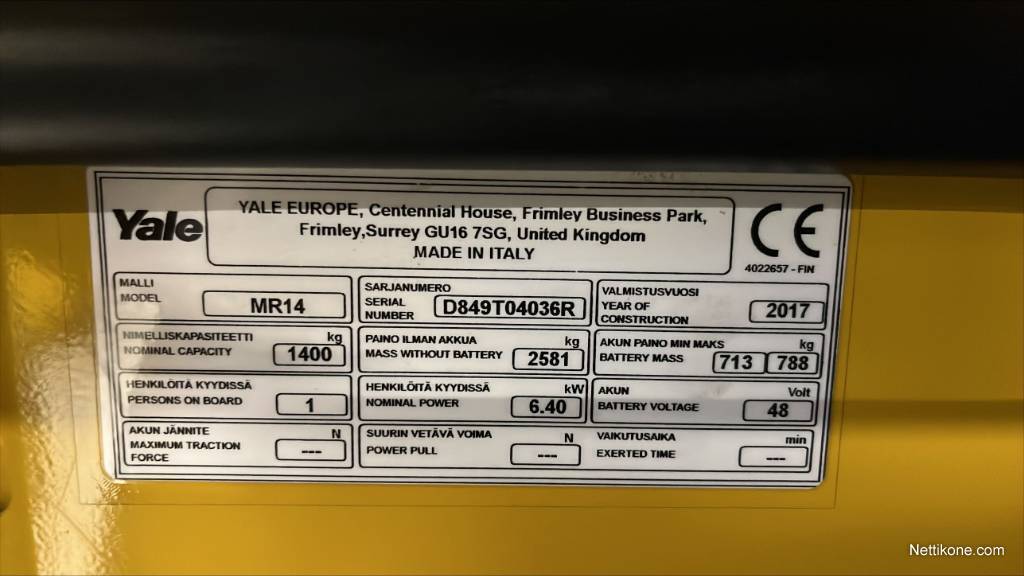 Yale
YALE EUROPE, Centennial House, Frimley Business Park,
Frimley,Surrey GU16 7SG, United Kingdom
MADE IN ITALY
CE
4022657 - FIN
MALLI
MODEL
MR14
SARJANUMERO
SERIAL
NUMBER
D849T04036R
VALMISTUSVUOSI
YEAR OF
CONSTRUCTION
2017
NIMELLISKAPASITEETTI kg
NOMINAL CAPACITY 1400
PAINO ILMAN AKKUA kg
MASS WITHOUT BATTERY 2581
AKUN PAINO MIN MAKS kg
BATTERY MASS 713 788
HENKILÖITÄ KYYDISSÄ
PERSONS ON BOARD 1
HENKILÖITÄ KYYDISSÄ kW
NOMINAL POWER 6.40
AKUN Volt
BATTERY VOLTAGE 48
AKUN JÄNNITE N
MAXIMUM TRACTION
FORCE ---
SUURIN VETÄVÄ VOIMA N
POWER PULL ---
VAIKUTUSAIKA min
EXERTED TIME ---
Nettikone.com